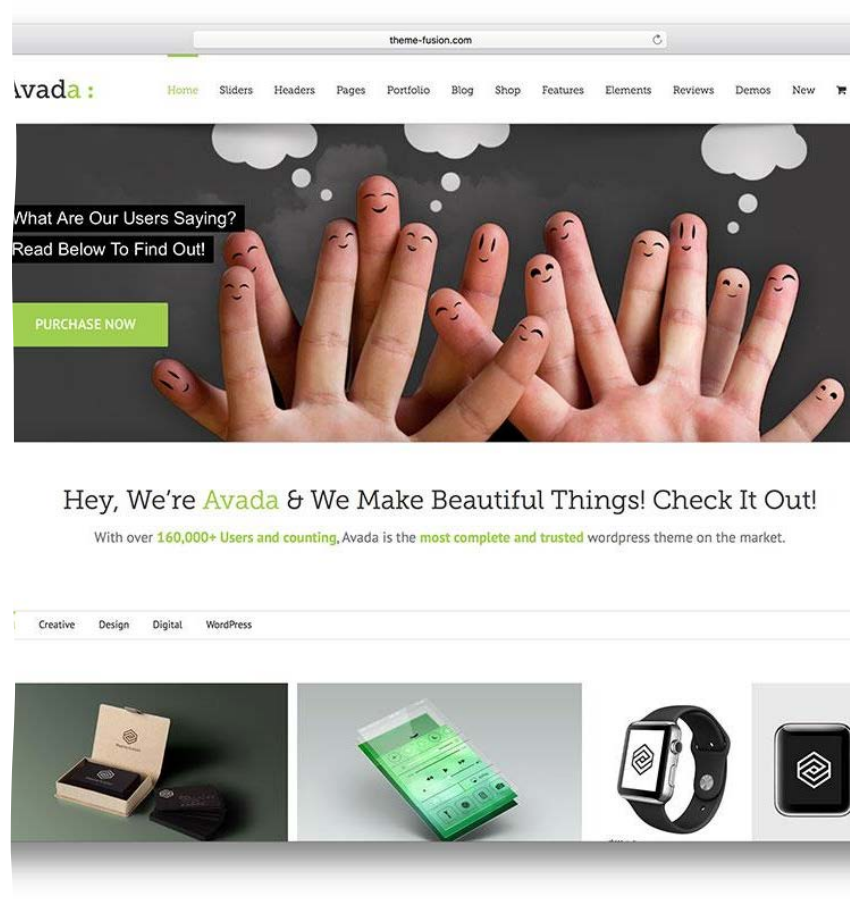 theme-fusion.com
Avada :
Home Sliders Headers Pages Portfolio Blog Shop Features Elements Reviews Demos New
What Are Our Users Saying?
Read Below To Find Out!
PURCHASE NOW
Hey, We're Avada & We Make Beautiful Things! Check It Out!
With over 160,000+ Users and counting, Avada is the most complete and trusted wordpress theme on the market.
Creative Design Digital WordPress